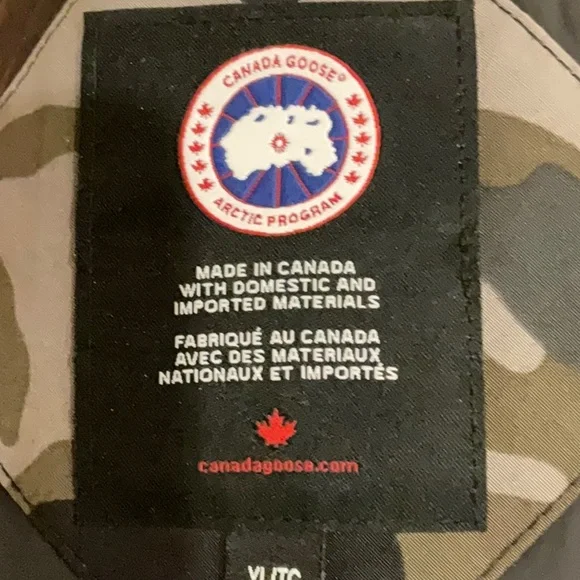 CANADA GOOSE®
ARCTIC PROGRAM
MADE IN CANADA
WITH DOMESTIC AND
IMPORTED MATERIALS
FABRIQUÉ AU CANADA
AVEC DES MATERIAUX
NATIONAUX ET IMPORTÉS
canadagoose.com